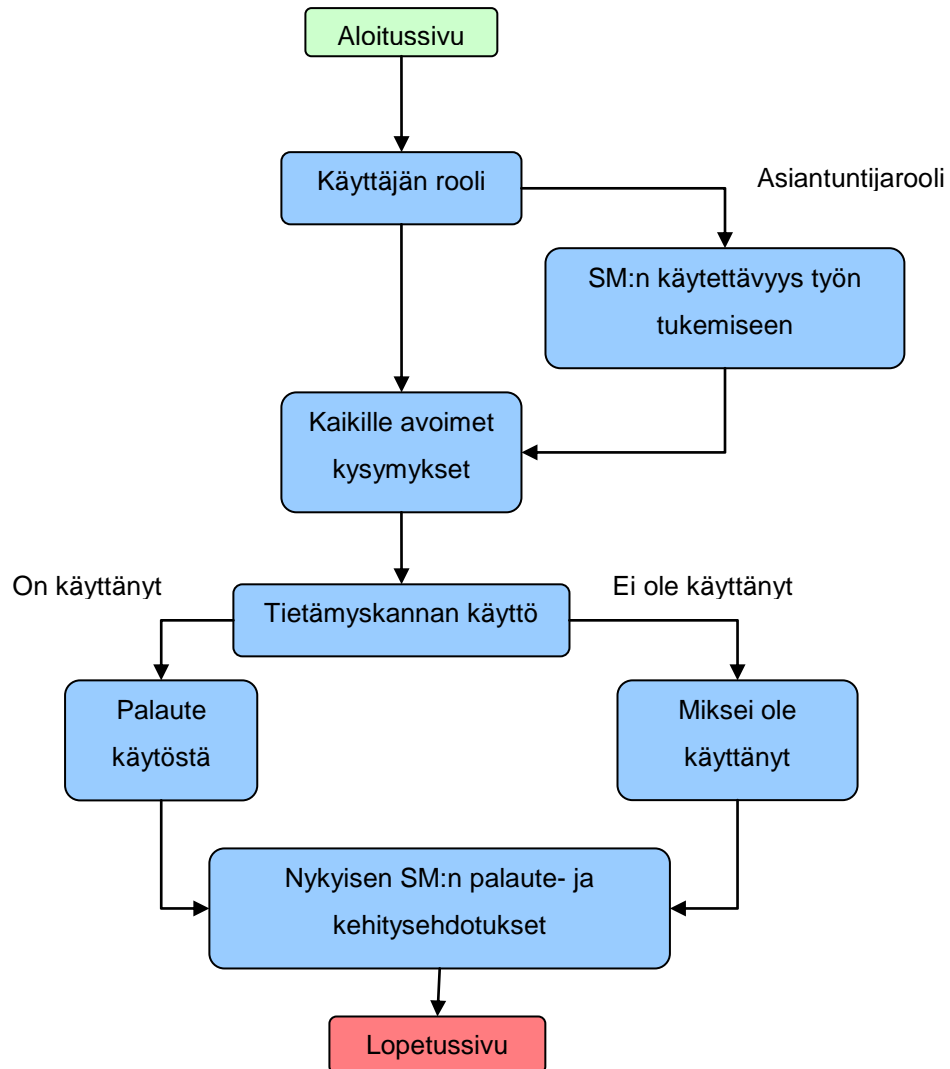 Aloitussivu
Käyttäjän rooli
Asiantuntijarooli
SM:n käytettävyys työn
tukemiseen
Kaikille avoimet
kysymykset
On käyttänyt
Ei ole käyttänyt
Tietämyskannan käyttö
Palaute
käytöstä
Miksei ole
käyttänyt
Nykyisen SM:n palaute- ja
kehitysehdotukset
Lopetussivu